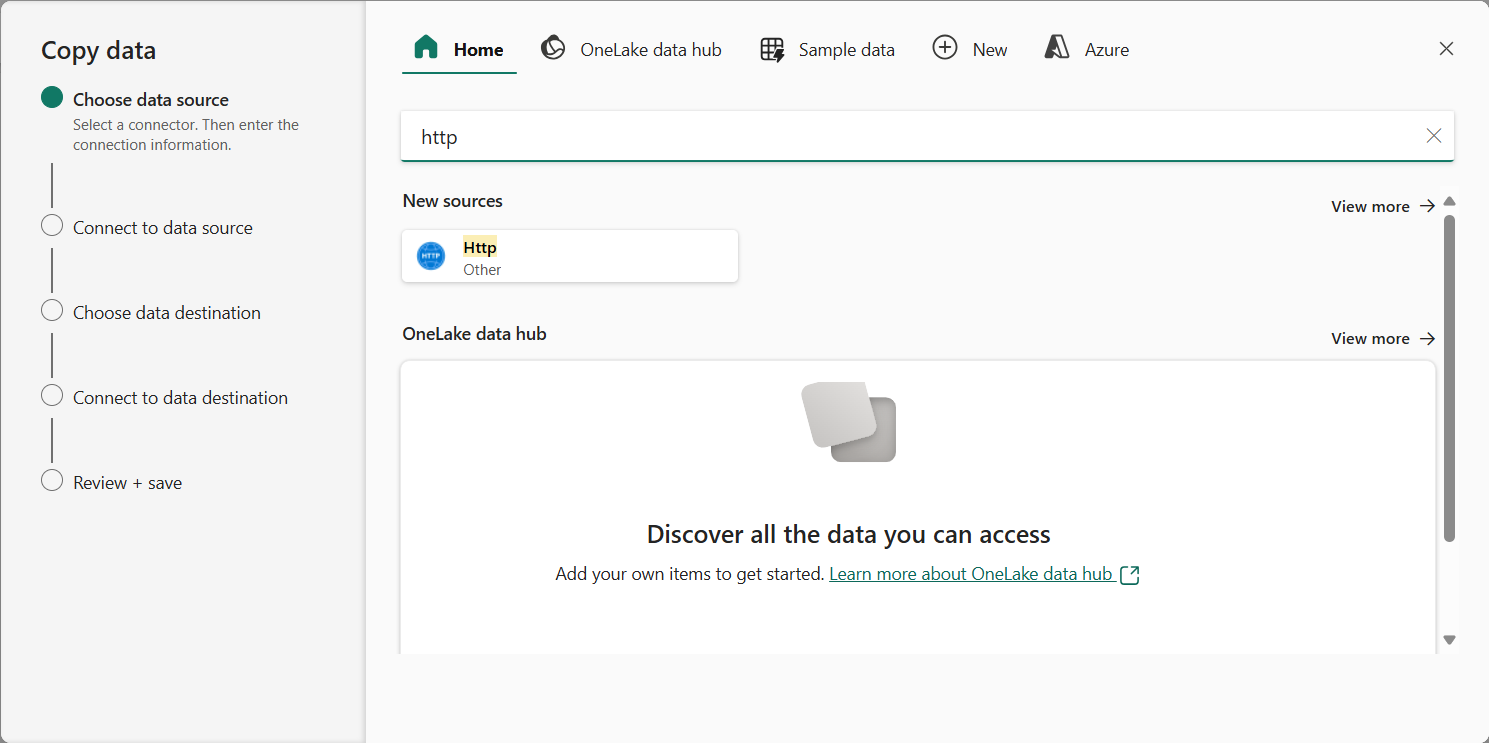 Copy data
Choose data source
Select a connector. Then enter the
connection information.
Connect to data source
Choose data destination
Connect to data destination
Review + save
Home
OneLake data hub
Sample data
New
Azure
http
New sources
View more
HTTP
Http
Other
OneLake data hub
View more
Discover all the data you can access
Add your own items to get started. Learn more about OneLake data hub